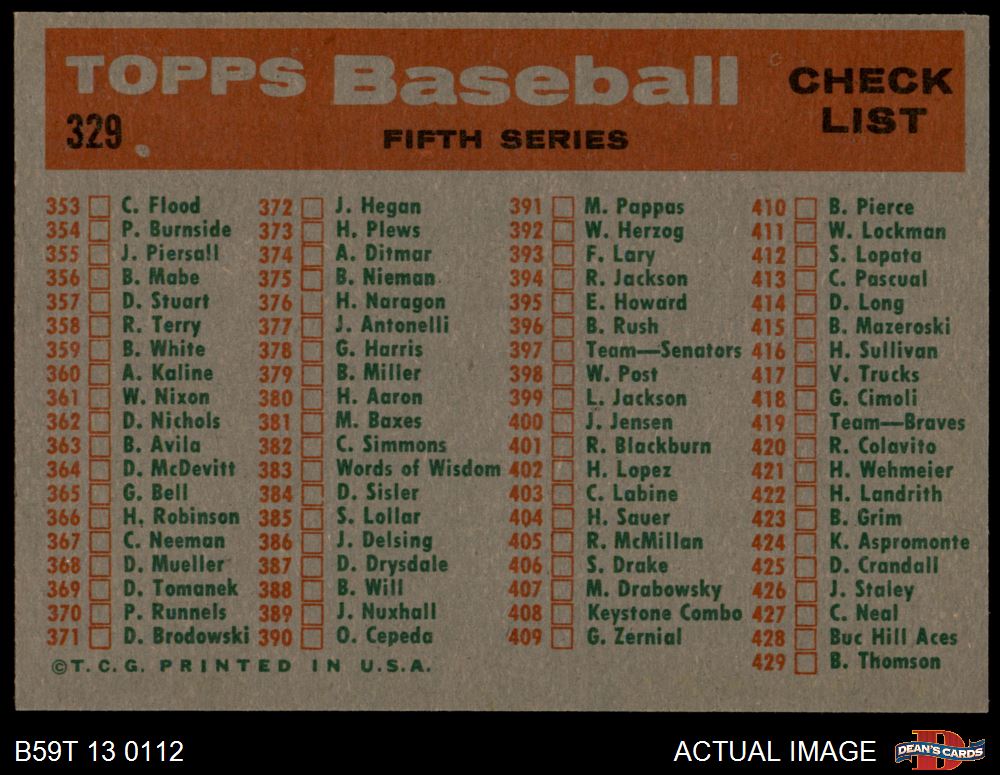 TOPPS Baseball CHECK LIST
329 FIFTH SERIES
353 C. Flood
354 P. Burnside
355 J. Piersall
356 B. Mabe
357 D. Stuart
358 R. Terry
359 B. White
360 A. Kaline
361 W. Nixon
362 D. Nichols
363 B. Avila
364 D. McDevitt
365 G. Bell
366 H. Robinson
367 C. Neeman
368 D. Mueller
369 D. Tomanek
370 P. Runnels
371 D. Brodowski
372 J. Hegan
373 H. Plews
374 A. Ditmar
375 B. Nieman
376 H. Naragon
377 J. Antonelli
378 G. Harris
379 B. Miller
380 H. Aaron
381 M. Baxes
382 C. Simmons
383 Words of Wisdom
384 D. Sisler
385 S. Lollar
386 J. Delsing
387 D. Drysdale
388 B. Will
389 J. Nuxhall
390 O. Cepeda
391 M. Pappas
392 W. Herzog
393 F. Lary
394 R. Jackson
395 E. Howard
396 B. Rush
397 Team—Senators
398 W. Post
399 L. Jackson
400 J. Jensen
401 R. Blackburn
402 H. Lopez
403 C. Labine
404 H. Sauer
405 R. McMillan
406 S. Drake
407 M. Drabowsky
408 Keystone Combo
409 G. Zernial
410 B. Pierce
411 W. Lockman
412 S. Lopata
413 C. Pascual
414 D. Long
415 B. Mazeroski
416 H. Sullivan
417 V. Trucks
418 G. Cimoli
419 Team—Braves
420 R. Colavito
421 H. Wehmeier
422 H. Landrith
423 B. Grim
424 K. Aspromonte
425 D. Crandall
426 J. Staley
427 C. Neal
428 Buc Hill Aces
429 B. Thomson
©T.C.G. PRINTED IN U.S.A.
B59T 13 0112
ACTUAL IMAGE
DEAN'S CARDS